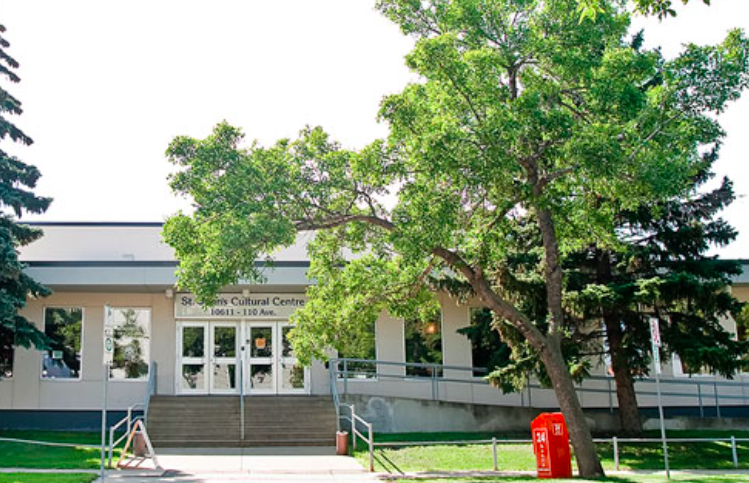 St. John's Cultural Centre
10611 - 110 Ave.
24